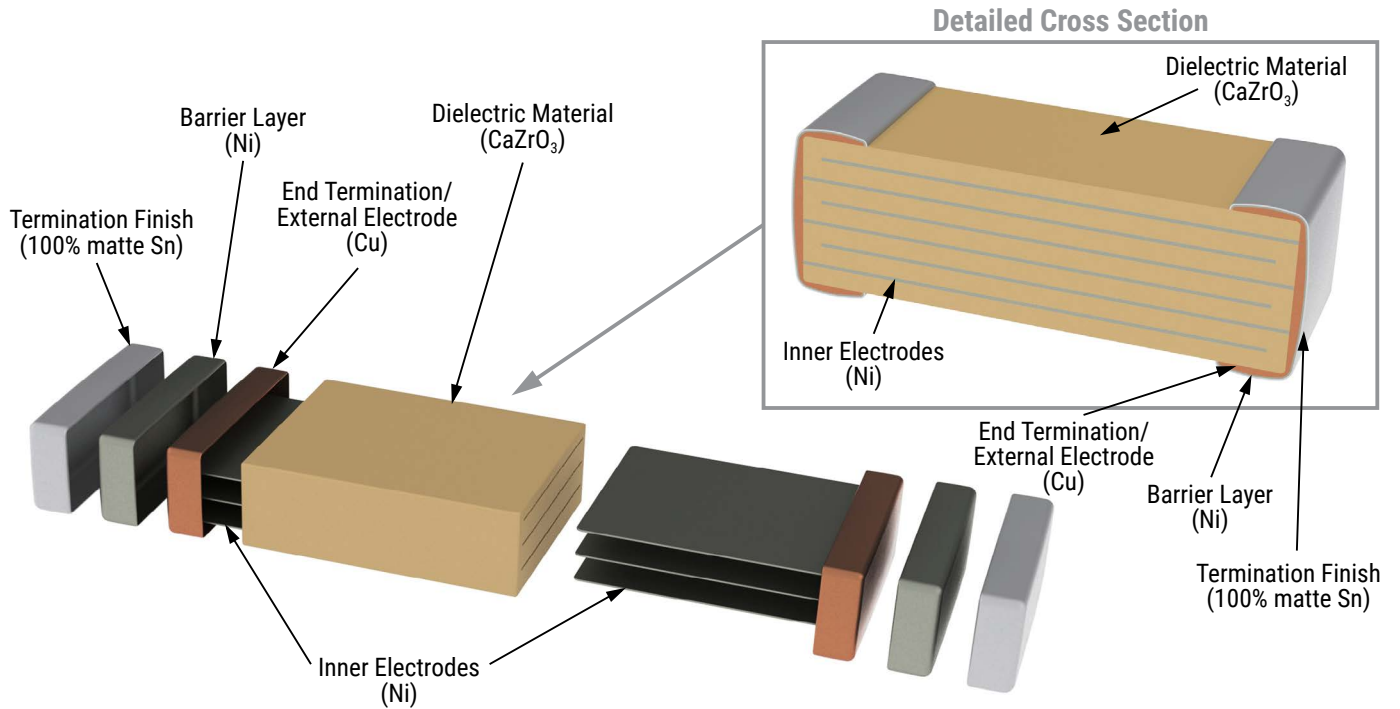 Detailed Cross Section
Dielectric Material
(CaZrO₃)
Inner Electrodes
(Ni)
End Termination/
External Electrode
(Cu)
Barrier Layer
(Ni)
Termination Finish
(100% matte Sn)
Dielectric Material
(CaZrO₃)
Barrier Layer
(Ni)
End Termination/
External Electrode
(Cu)
Termination Finish
(100% matte Sn)
Inner Electrodes
(Ni)